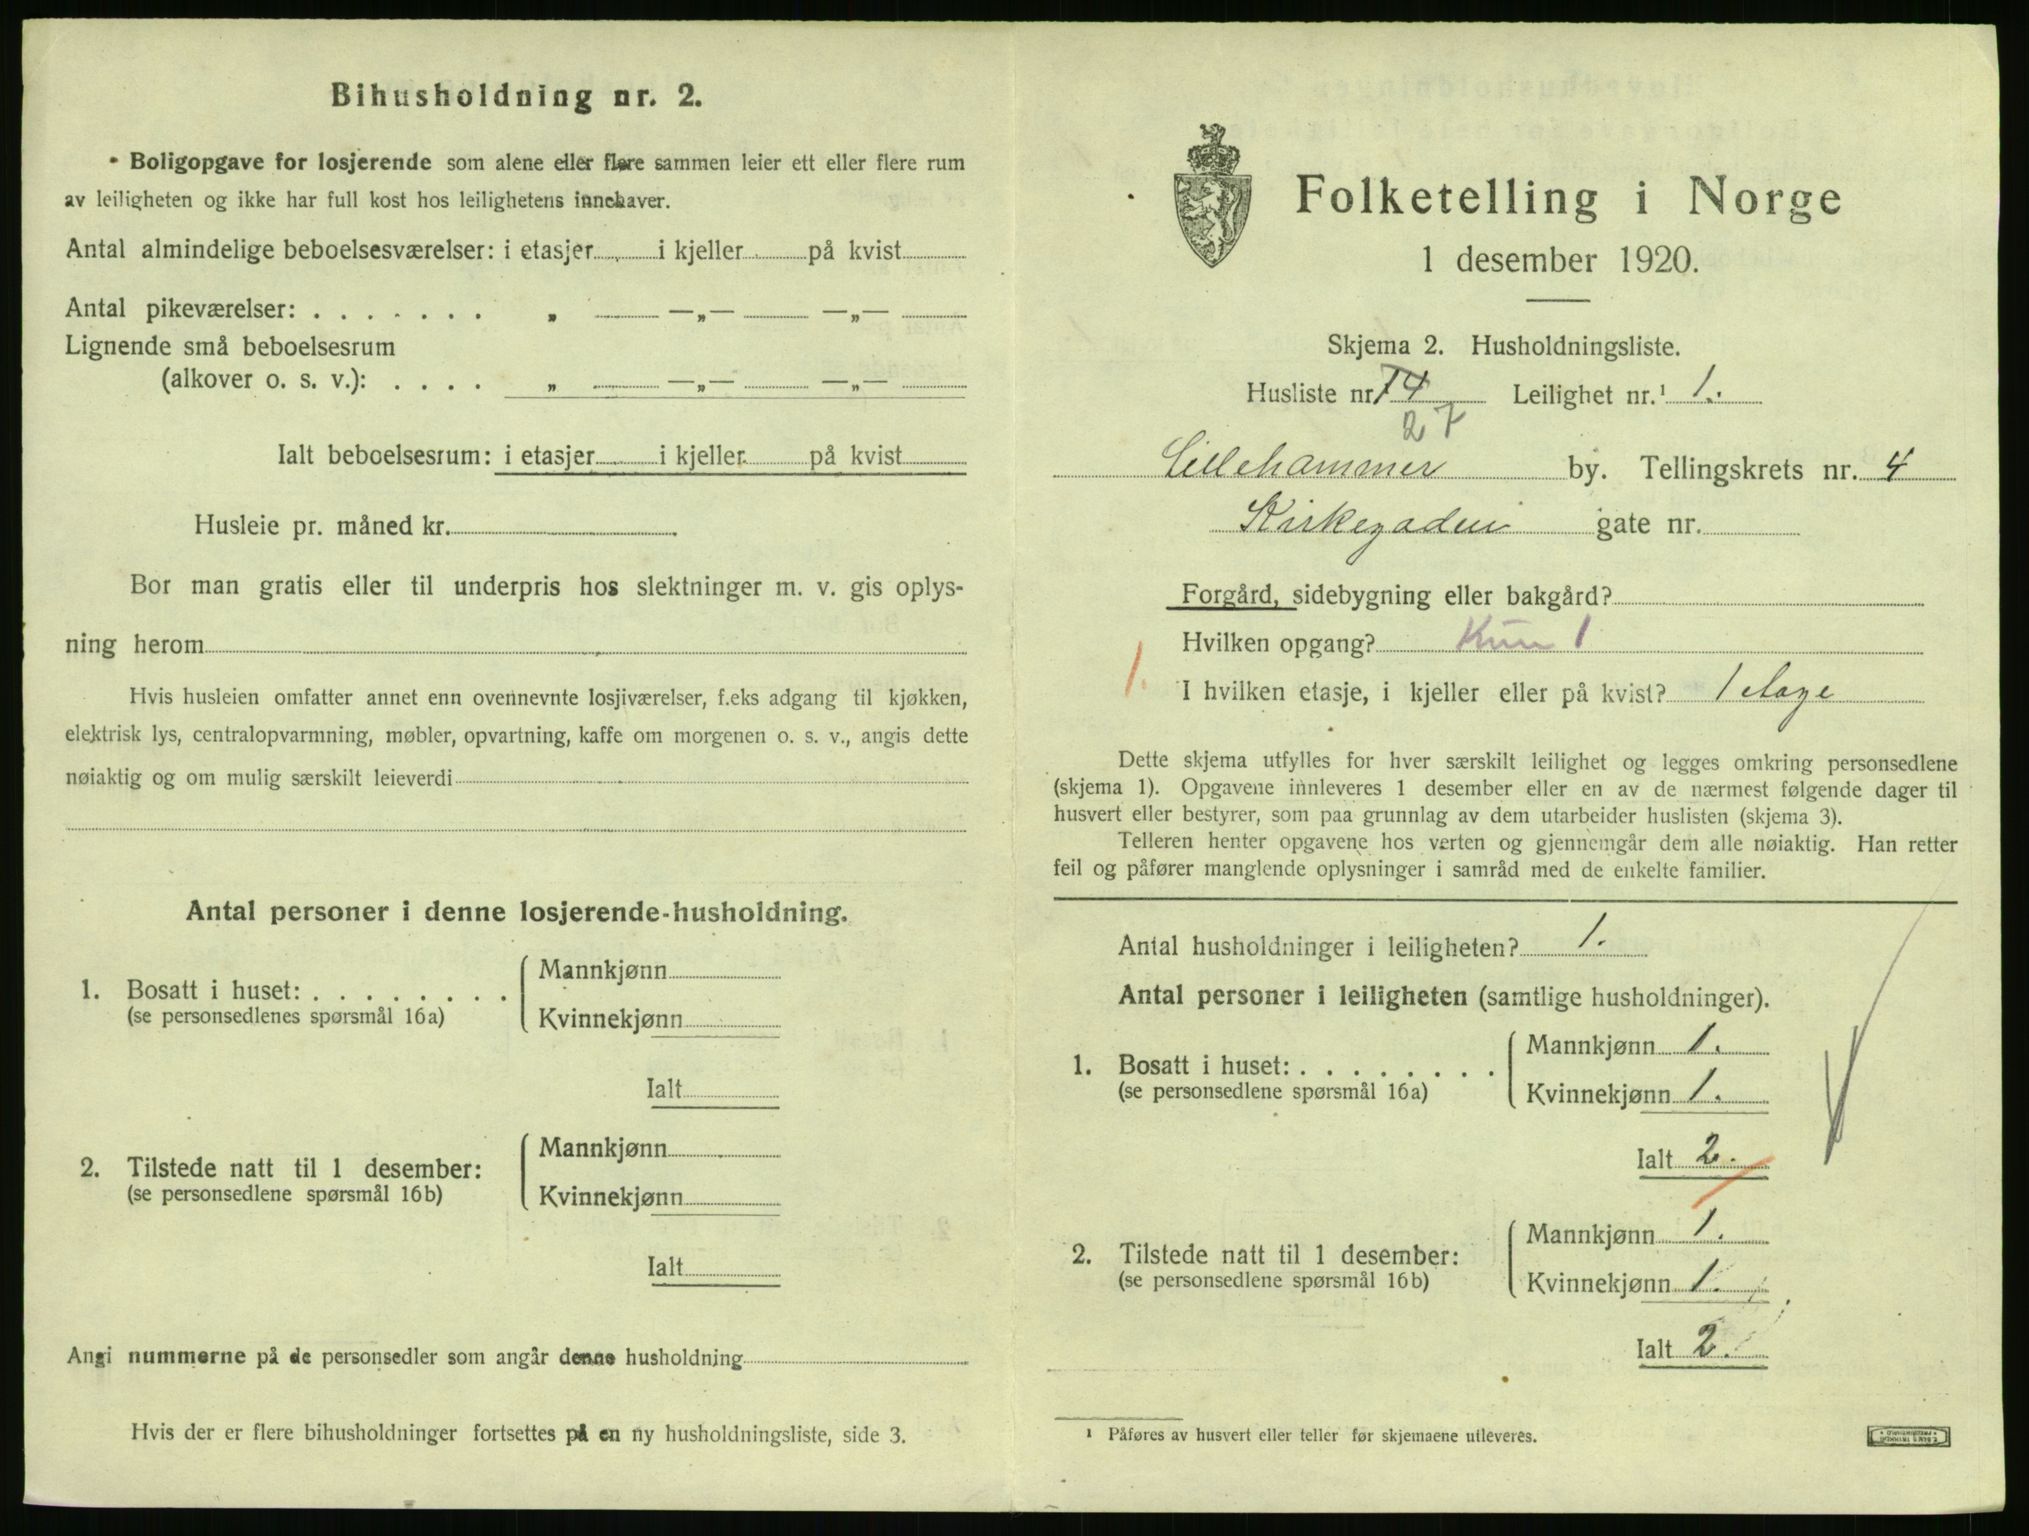 Bihusholdning nr. 2.
Boligopgave for losjerende som alene eller flere sammen leier ett eller flere rum
av leiligheten og ikke har full kost hos leilighetens innehaver.
Antal almindelige beboelsesværelser: i etasjer i kjeller på kvist
Antal pikeværelser: . . . . . . . „ —„— —„—
Lignende små beboelsesrum
(alkover o. s. v.): . . . . „ —„— —„—
Ialt beboelsesrum: i etasjer i kjeller på kvist
Husleie pr. måned kr.
Bor man gratis eller til underpris hos slektninger m. v. gis oplys-
ning herom
Hvis husleien omfatter annet enn ovennevnte losjiværelser, f.eks adgang til kjøkken,
elektrisk lys, centralopvarmning, møbler, opvartning, kaffe om morgenen o. s. v., angis dette
nøiaktig og om mulig særskilt leieverdi
Antal personer i denne losjerende-husholdning.
1. Bosatt i huset: . . . . . . . .
(se personsedlenes spørsmål 16a)
Mannkjønn
Kvinnekjønn
Ialt
2. Tilstede natt til 1 desember:
(se personsedlene spørsmål 16b)
Mannkjønn
Kvinnekjønn
Ialt
Angi nummerne på de personsedler som angår denne husholdning
Hvis der er flere bihusholdninger fortsettes på en ny husholdningsliste, side 3.
Folketelling i Norge
1 desember 1920.
Skjema 2. Husholdningsliste.
Husliste nr. 14 Leilighet nr.¹ 1.
27
Lillehammer by. Tellingskrets nr. 4
Kirkegaden gate nr.
Forgård, sidebygning eller bakgård?
Hvilken opgang? Kun 1
1.
I hvilken etasje, i kjeller eller på kvist? 1 etage
Dette skjema utfylles for hver særskilt leilighet og legges omkring personsedlene
(skjema 1). Opgavene innleveres 1 desember eller en av de nærmest følgende dager til
husvert eller bestyrer, som paa grunnlag av dem utarbeider huslisten (skjema 3).
Telleren henter opgavene hos verten og gjennemgår dem alle nøiaktig. Han retter
feil og påfører manglende oplysninger i samråd med de enkelte familier.
Antal husholdninger i leiligheten? 1.
Antal personer i leiligheten (samtlige husholdninger).
1. Bosatt i huset: . . . . . . . .
(se personsedlene spørsmål 16a)
Mannkjønn 1.
Kvinnekjønn 1.
Ialt 2.
2. Tilstede natt til 1 desember:
(se personsedlene spørsmål 16b)
Mannkjønn 1.
Kvinnekjønn 1.
Ialt 2.
¹ Påføres av husvert eller teller før skjemaene utleveres.